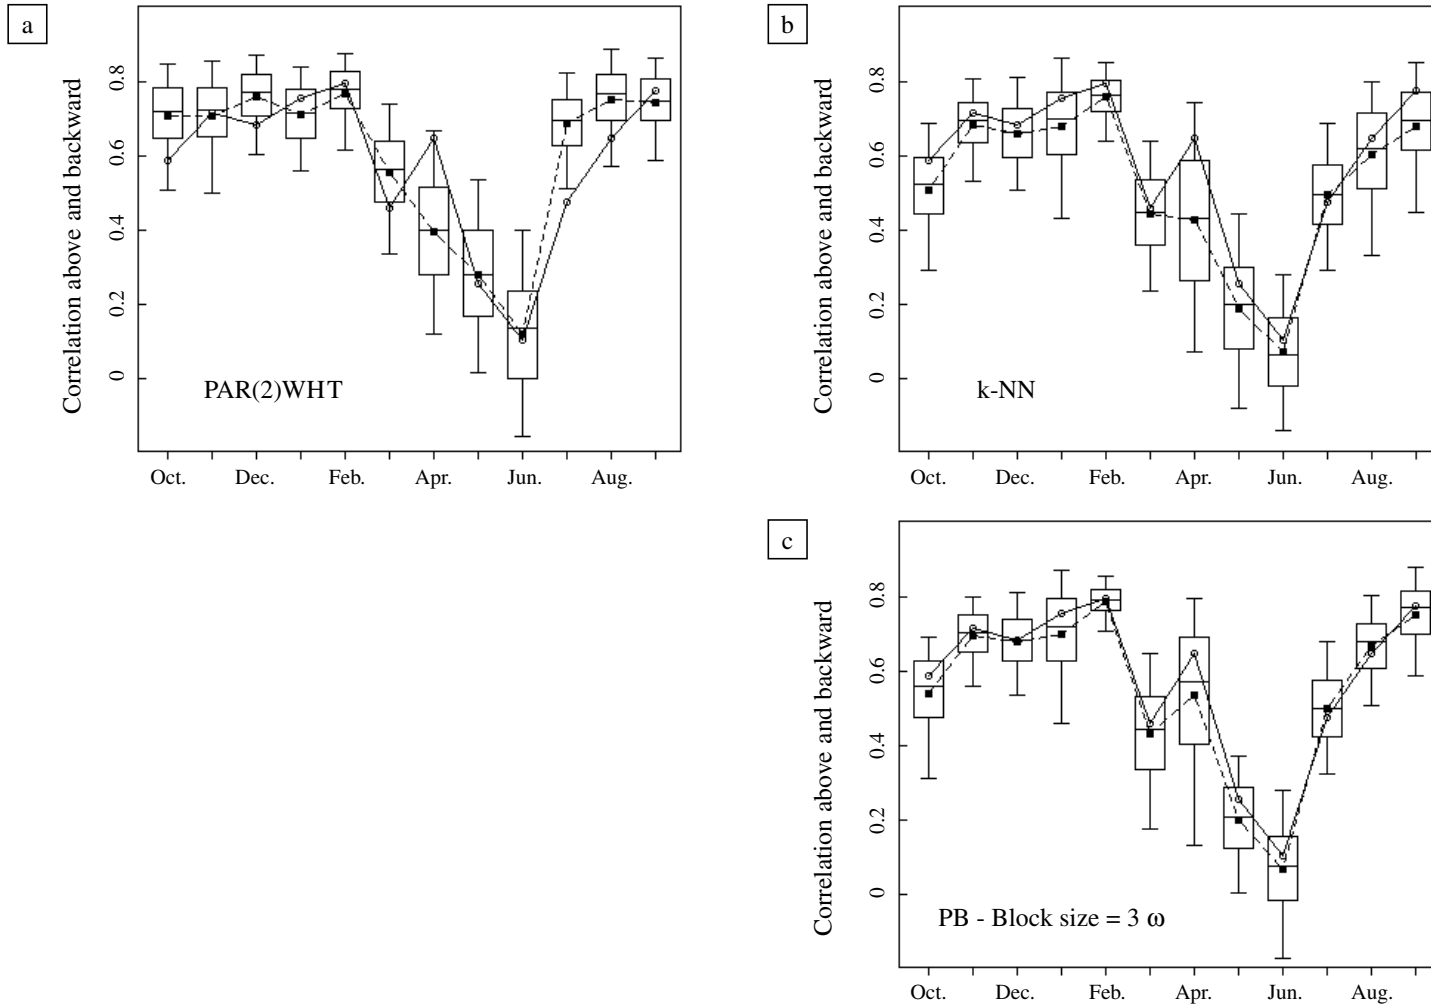 a
Correlation above and backward
0.8
0.6
0.4
0.2
0
PAR(2)WHT
Oct. Dec. Feb. Apr. Jun. Aug.
b
Correlation above and backward
0.8
0.6
0.4
0.2
0
k-NN
Oct. Dec. Feb. Apr. Jun. Aug.
c
Correlation above and backward
0.8
0.6
0.4
0.2
0
PB - Block size = 3 ω
Oct. Dec. Feb. Apr. Jun. Aug.